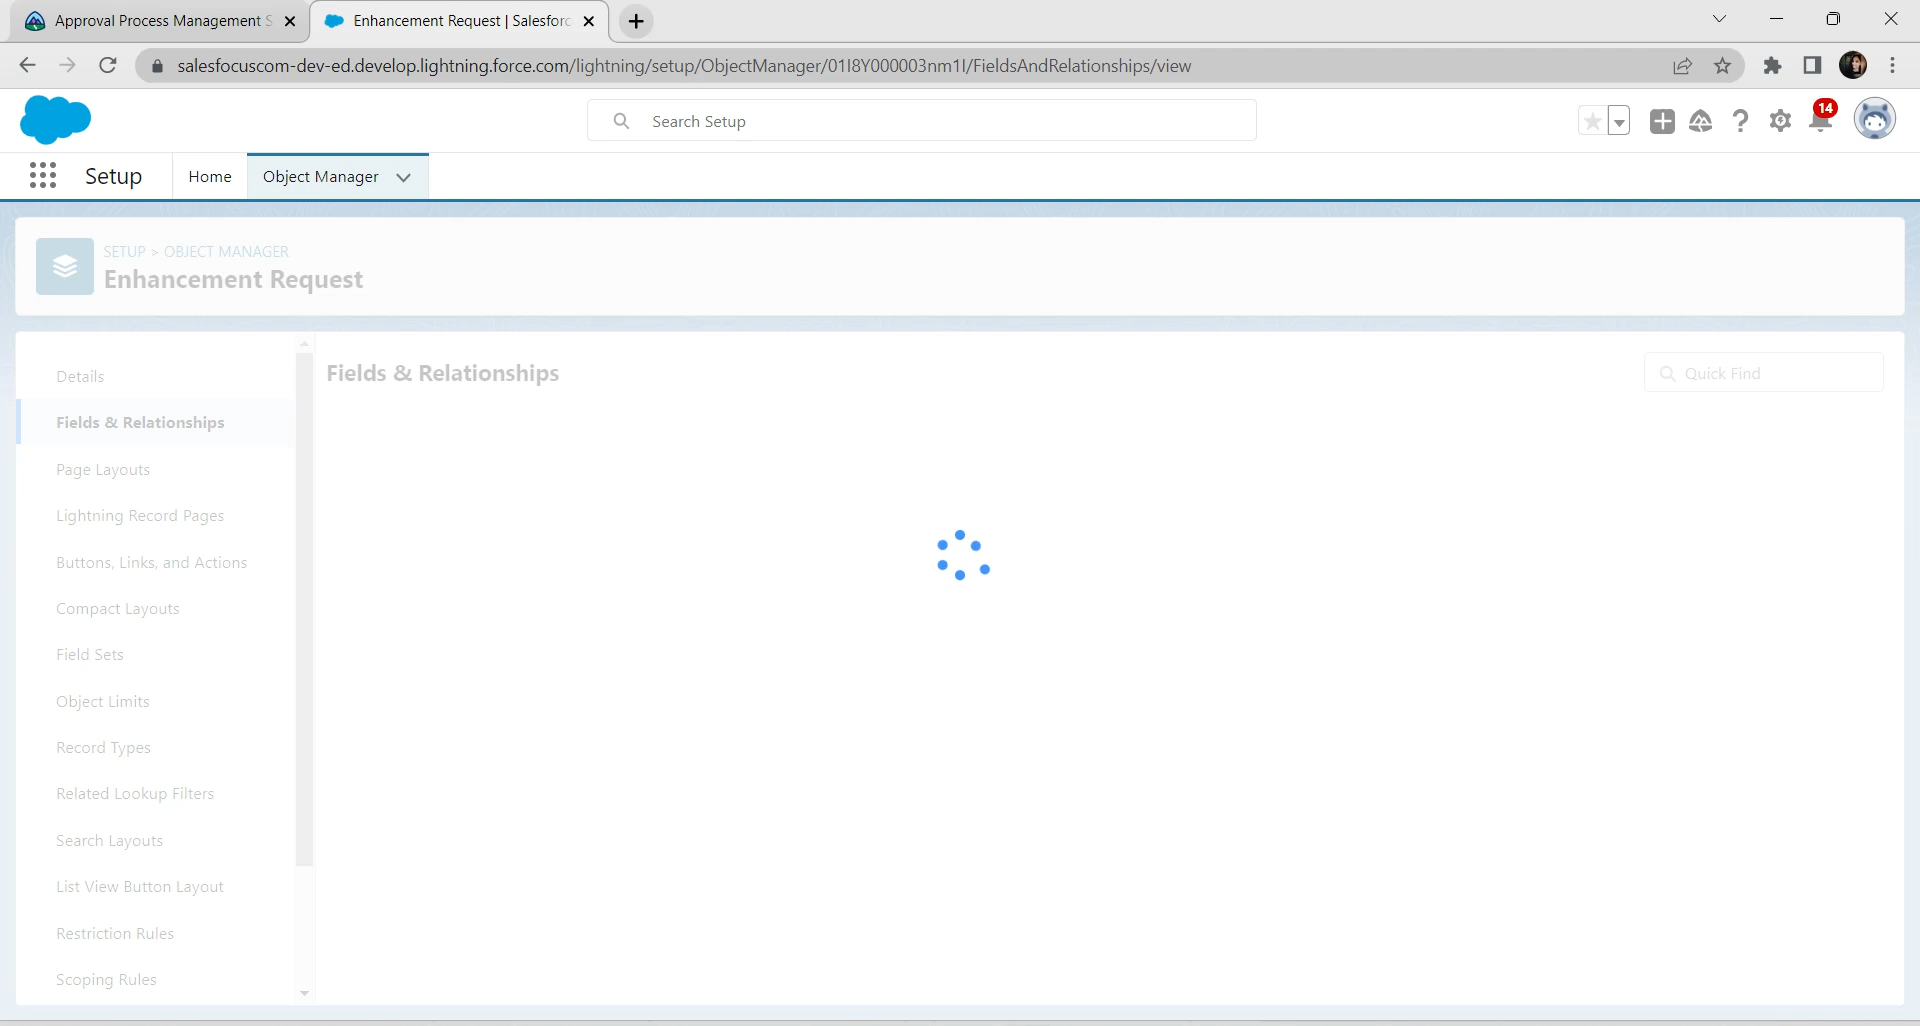 Approval Process Management S
Enhancement Request | Salesforc
salesfocuscom-dev-ed.develop.lightning.force.com/lightning/setup/ObjectManager/01I8Y000003nm1I/FieldsAndRelationships/view
Search Setup
14
Setup
Home
Object Manager
SETUP > OBJECT MANAGER
Enhancement Request
Details
Fields & Relationships
Page Layouts
Lightning Record Pages
Buttons, Links, and Actions
Compact Layouts
Field Sets
Object Limits
Record Types
Related Lookup Filters
Search Layouts
List View Button Layout
Restriction Rules
Scoping Rules
Fields & Relationships
Quick Find